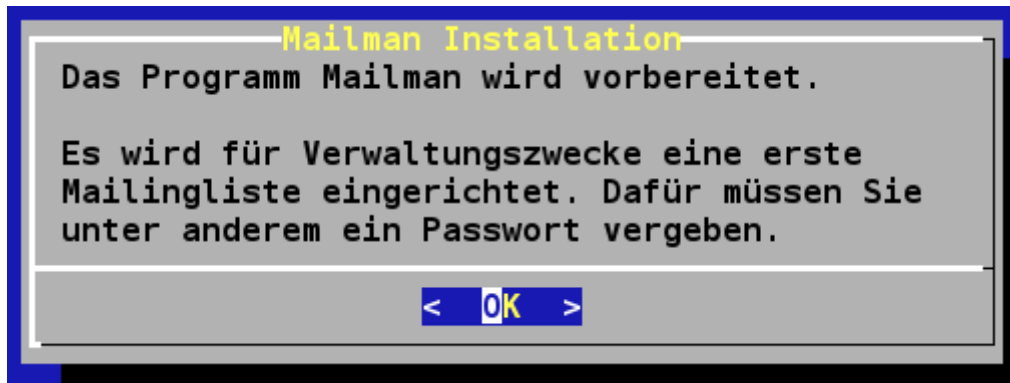 Mailman Installation
Das Programm Mailman wird vorbereitet.
Es wird für Verwaltungszwecke eine erste
Mailingliste eingerichtet. Dafür müssen Sie
unter anderem ein Passwort vergeben.
<  OK  >